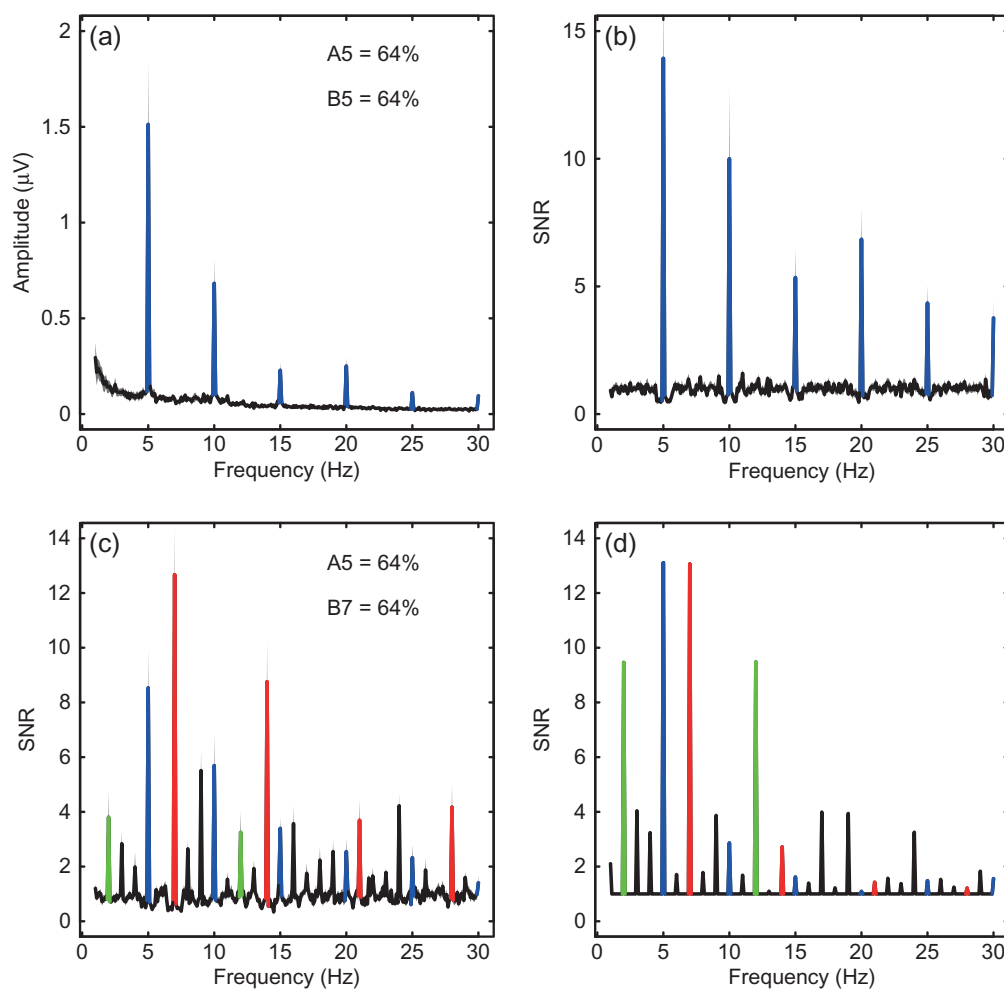 (a)
A5 = 64%
B5 = 64%
Amplitude (μV)
2
1.5
1
0.5
0
0 5 10 15 20 25 30
Frequency (Hz)
(b)
SNR
15
10
5
0
0 5 10 15 20 25 30
Frequency (Hz)
(c)
A5 = 64%
B7 = 64%
SNR
14
12
10
8
6
4
2
0
0 5 10 15 20 25 30
Frequency (Hz)
(d)
SNR
14
12
10
8
6
4
2
0
0 5 10 15 20 25 30
Frequency (Hz)